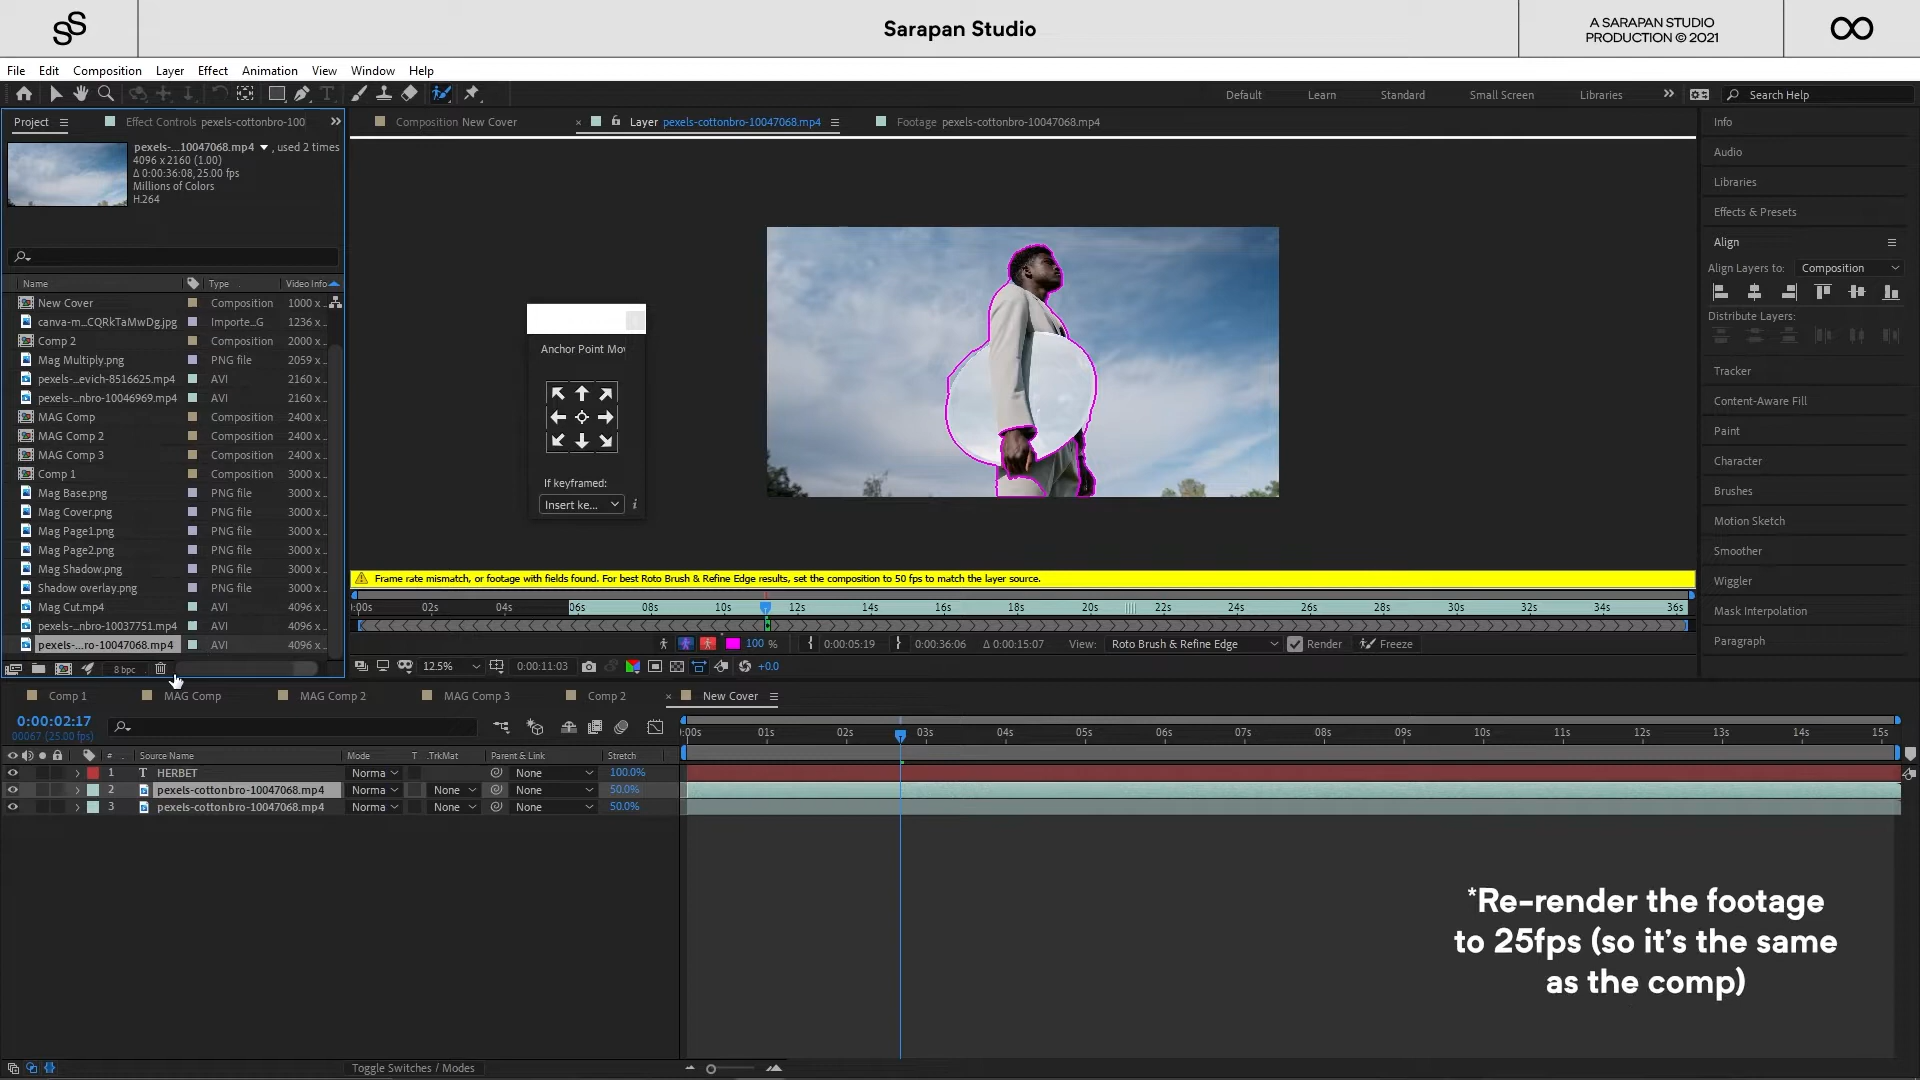 SS
Sarapan Studio
A SARAPAN STUDIO
PRODUCTION © 2021
File Edit Composition Layer Effect Animation View Window Help
Default Learn Standard Small Screen Libraries Search Help
Project Effect Controls pexels-cottonbro-100
Composition New Cover
Layer pexels-cottonbro-10047068.mp4
Footage pexels-cottonbro-10047068.mp4
pexels-...10047068.mp4 , used 2 times
4096 x 2160 (1.00)
Δ 0:00:36:08, 25.00 fps
Millions of Colors
H.264
Name Type Video Info
New Cover Composition 1000 x
canva-m...CQRkTaMwDg.jpg Importe...G 1236 x
Comp 2 Composition 2000 x
Mag Multiply.png PNG file 2059 x
pexels-...evich-8516625.mp4 AVI 2160 x
pexels-...nbro-10046969.mp4 AVI 2160 x
MAG Comp Composition 2400 x
MAG Comp 2 Composition 2400 x
MAG Comp 3 Composition 2400 x
Comp 1 Composition 3000 x
Mag Base.png PNG file 3000 x
Mag Cover.png PNG file 3000 x
Mag Page1.png PNG file 3000 x
Mag Page2.png PNG file 3000 x
Mag Shadow.png PNG file 3000 x
Shadow overlay.png PNG file 3000 x
Mag Cut.mp4 AVI 4096 x
pexels-...nbro-10037751.mp4 AVI 4096 x
pexels-...ro-10047068.mp4 AVI 4096 x
8 bpc
Anchor Point Mov
If keyframed:
Insert ke...
i
Frame rate mismatch, or footage with fields found. For best Roto Brush & Refine Edge results, set the composition to 50 fps to match the layer source.
):00s 02s 04s 06s 08s 10s 12s 14s 16s 18s 20s 22s 24s 26s 28s 30s 32s 34s 36s
100 % 0:00:05:19 0:00:36:06 Δ 0:00:15:07 View: Roto Brush & Refine Edge Render Freeze
12.5% 0:00:11:03 +0.0
Info
Audio
Libraries
Effects & Presets
Align
Align Layers to: Composition
Distribute Layers:
Tracker
Content-Aware Fill
Paint
Character
Brushes
Motion Sketch
Smoother
Wiggler
Mask Interpolation
Paragraph
Comp 1 MAG Comp MAG Comp 2 MAG Comp 3 Comp 2 × New Cover
0:00:02:17
00067 (25.00 fps)
):00s 01s 02s 03s 04s 05s 06s 07s 08s 09s 10s 11s 12s 13s 14s 15s
# Source Name Mode T .TrkMat Parent & Link Stretch
1 T HERBET Norma None 100.0%
2 pexels-cottonbro-10047068.mp4 Norma None None 50.0%
3 pexels-cottonbro-10047068.mp4 Norma None None 50.0%
*Re-render the footage
to 25fps (so it's the same
as the comp)
Toggle Switches / Modes